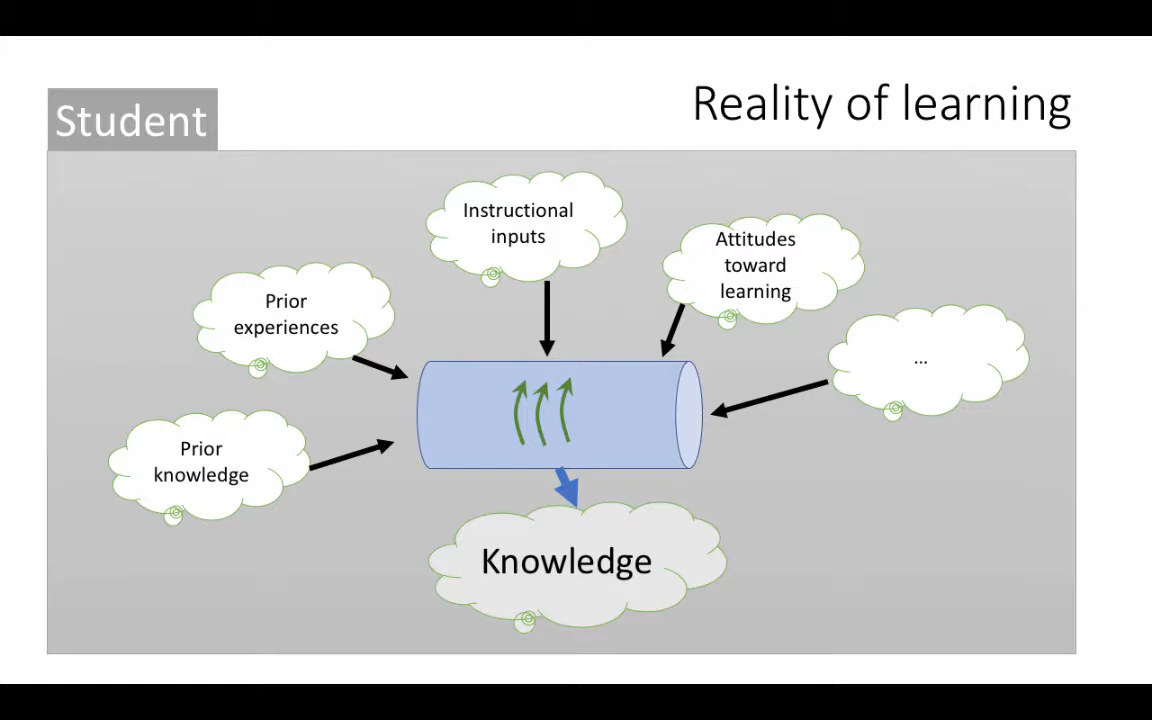 Reality of learning
Student
Instructional
inputs
Attitudes
toward
learning
Prior
experiences
...
Prior
knowledge
Knowledge